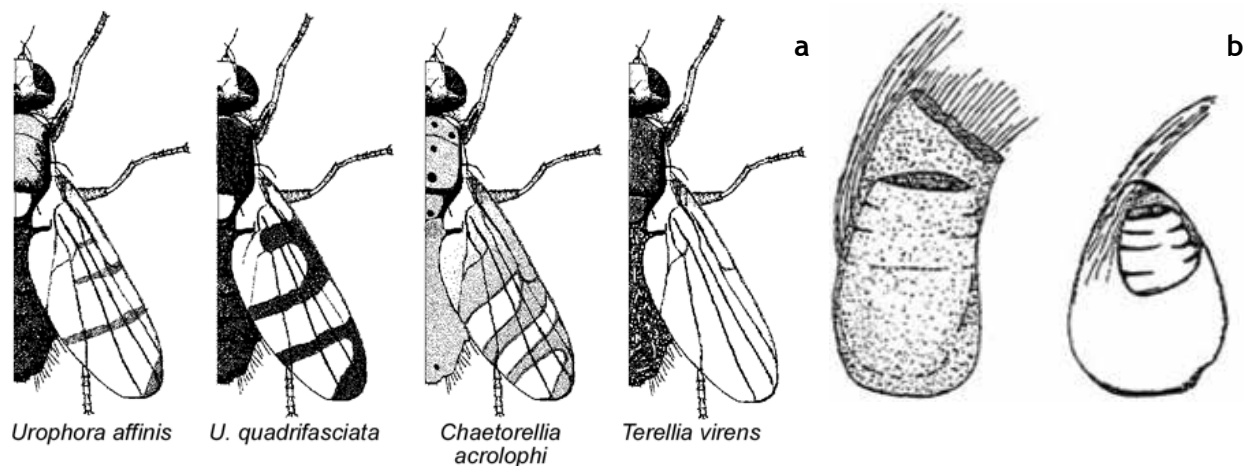 a
b
Urophora affinis
U. quadrifasciata
Chaetorellia
acrolophi
Terellia virens